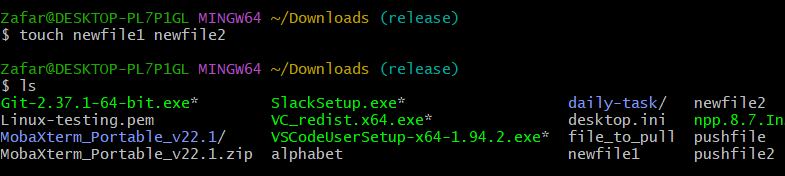 Zafar@DESKTOP-PL7P1GL MINGW64 ~/Downloads (release)
$ touch newfile1 newfile2
Zafar@DESKTOP-PL7P1GL MINGW64 ~/Downloads (release)
$ ls
Git-2.37.1-64-bit.exe* SlackSetup.exe* daily-task/ newfile2
Linux-testing.pem VC_redist.x64.exe* desktop.ini npp.8.7.In
MobaXterm_Portable_v22.1/ VSCodeUserSetup-x64-1.94.2.exe* file_to_pull pushfile
MobaXterm_Portable_v22.1.zip alphabet newfile1 pushfile2